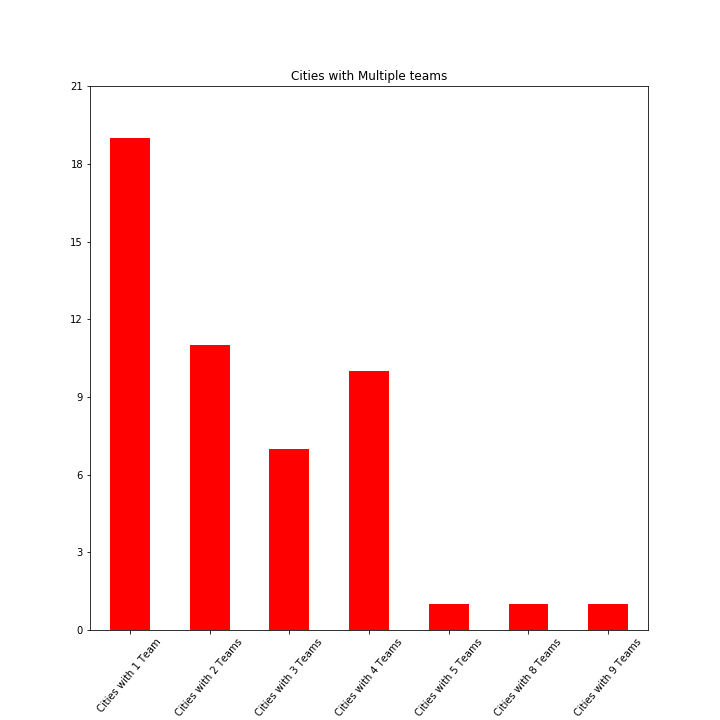 Cities with Multiple teams
21
18
15
12
9
6
3
0
Cities with 1 Team
Cities with 2 Teams
Cities with 3 Teams
Cities with 4 Teams
Cities with 5 Teams
Cities with 8 Teams
Cities with 9 Teams